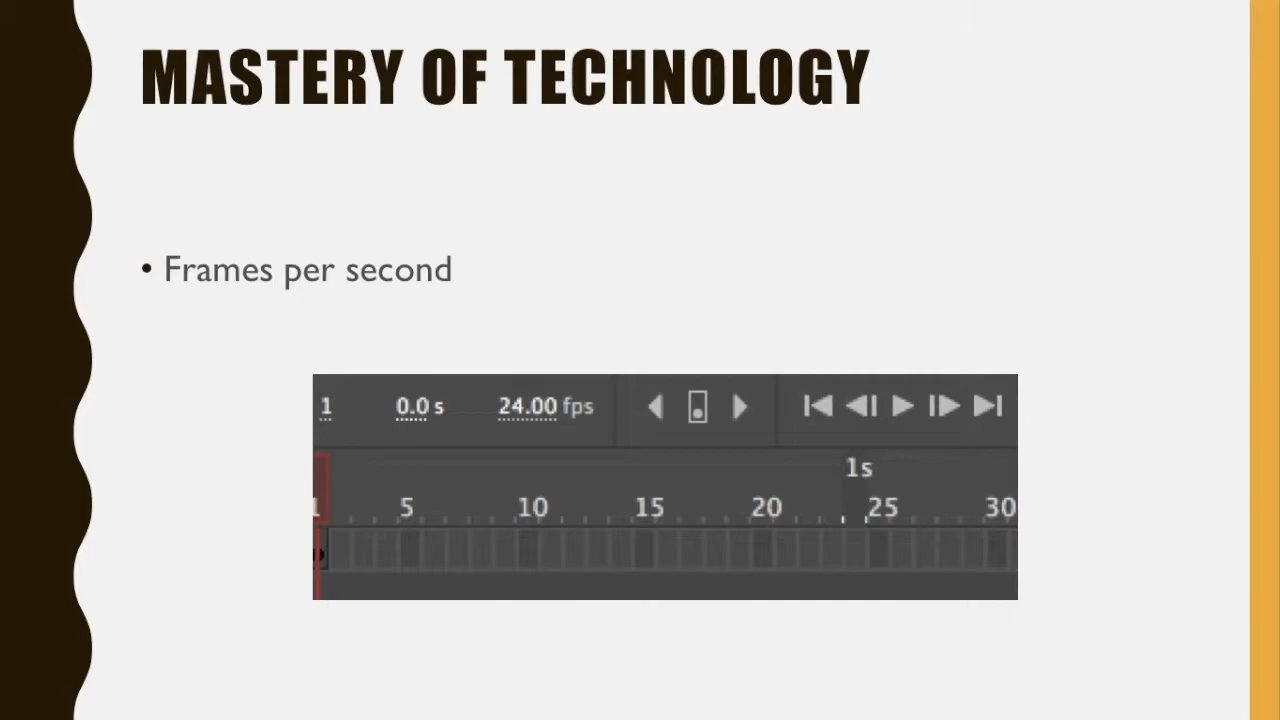 MASTERY OF TECHNOLOGY
• Frames per second
1 0.0 s 24.00 fps
1s
1 5 10 15 20 25 30